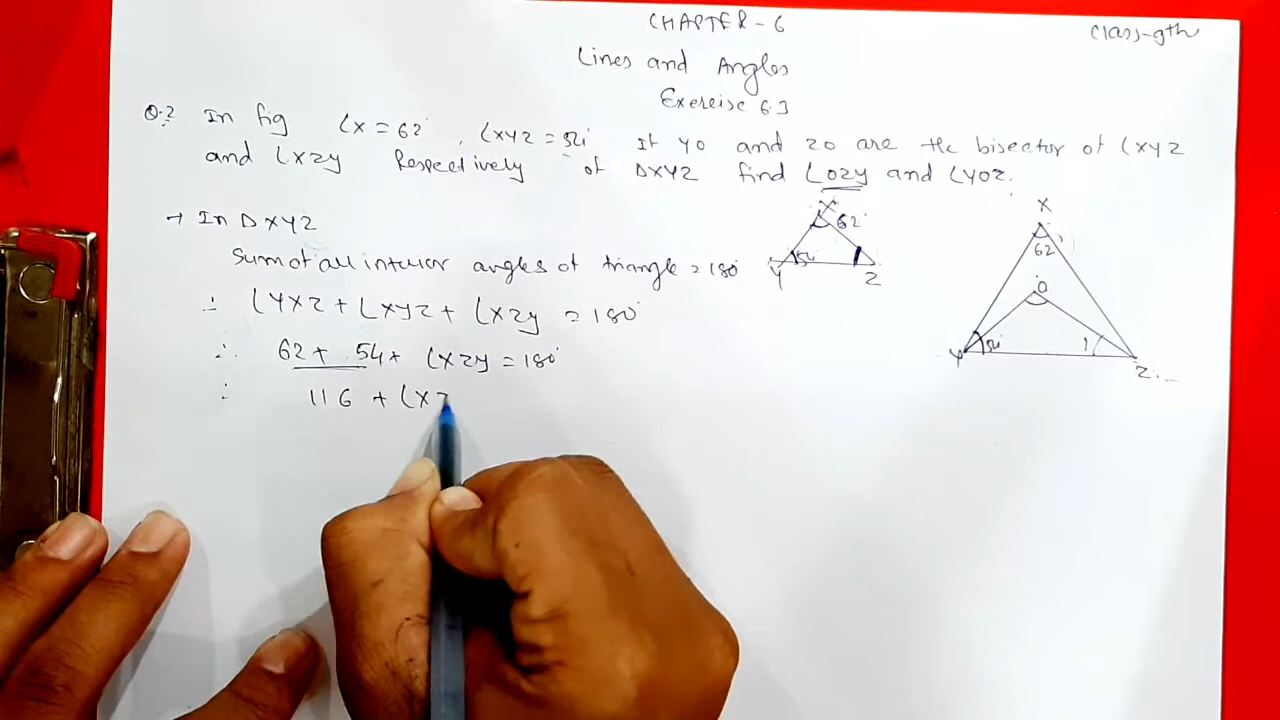 CHAPTER-6
Class-9th
Lines and Angles
Exercise 6.3
Q.2 In fig ∠X = 62° , ∠XYZ = 54° If YO and ZO are the bisector of ∠XYZ
and ∠XZY Respectively of ΔXYZ find ∠OZY and ∠YOZ.
→ In ΔXYZ
Sum of all interior angles of triangle = 180°
∴ ∠YXZ + ∠XYZ + ∠XZY = 180°
∴ 62 + 54 + ∠XZY = 180°
∴ 116 + ∠XZ
X
62°
54
Y
Z
X
62
O
Y
54°
Z